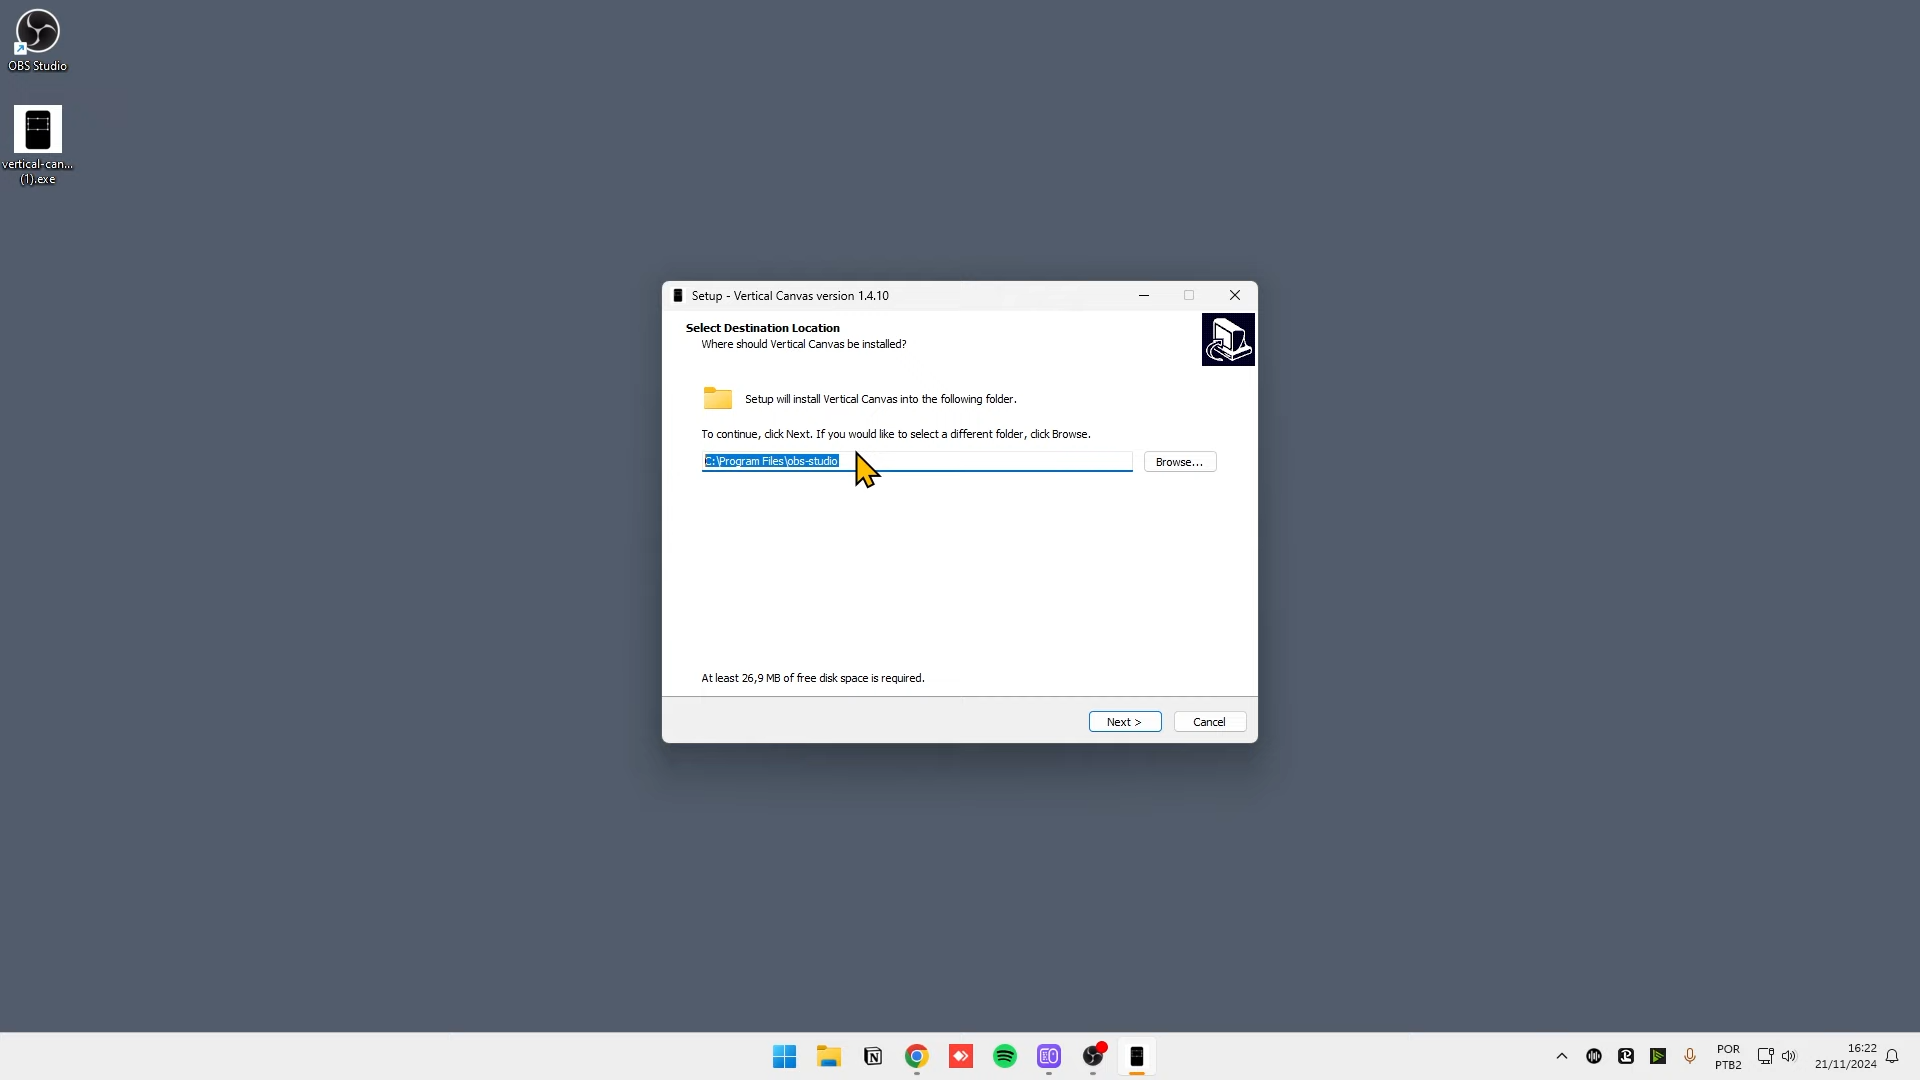 OBS Studio
vertical-can...
(1).exe
Setup - Vertical Canvas version 1.4.10
Select Destination Location
Where should Vertical Canvas be installed?
Setup will install Vertical Canvas into the following folder.
To continue, click Next. If you would like to select a different folder, click Browse.
C:\Program Files\obs-studio
Browse...
At least 26,9 MB of free disk space is required.
Next >
Cancel
POR
PTB2
16:22
21/11/2024